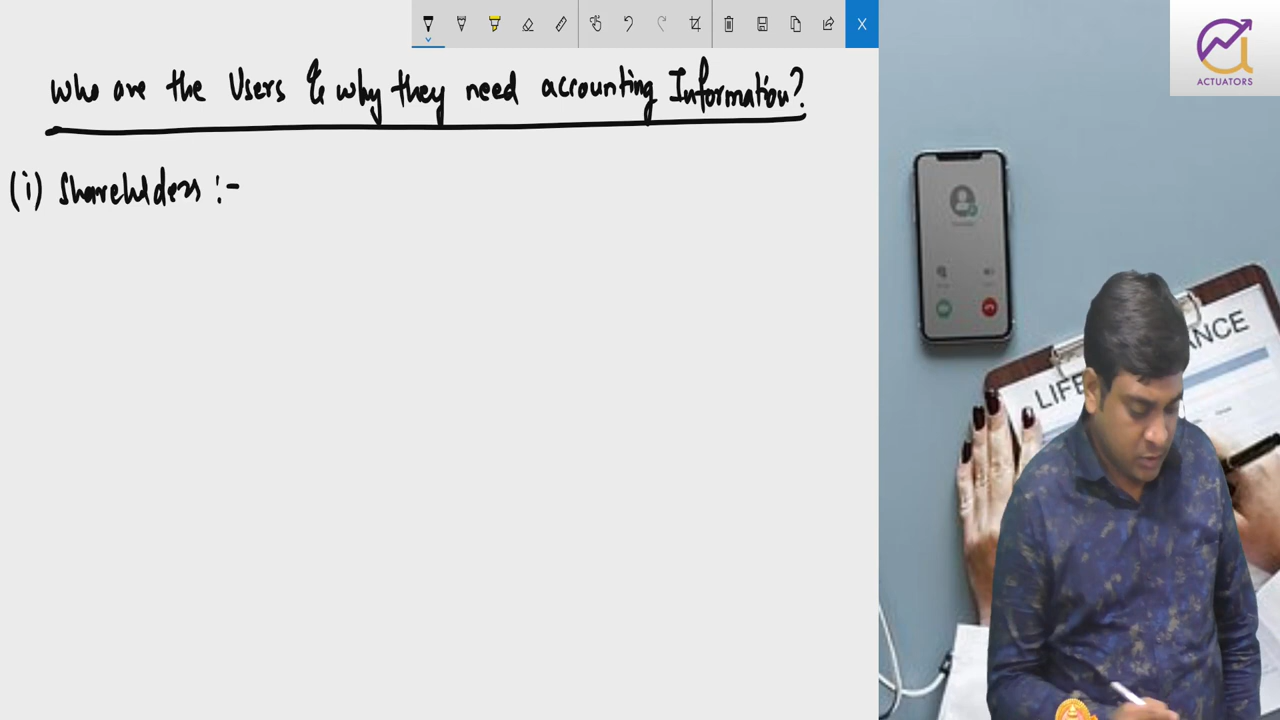 Who are the Users & why they need accounting Information?
(i) Shareholders :-
ACTUATORS
LIFE
ANCE